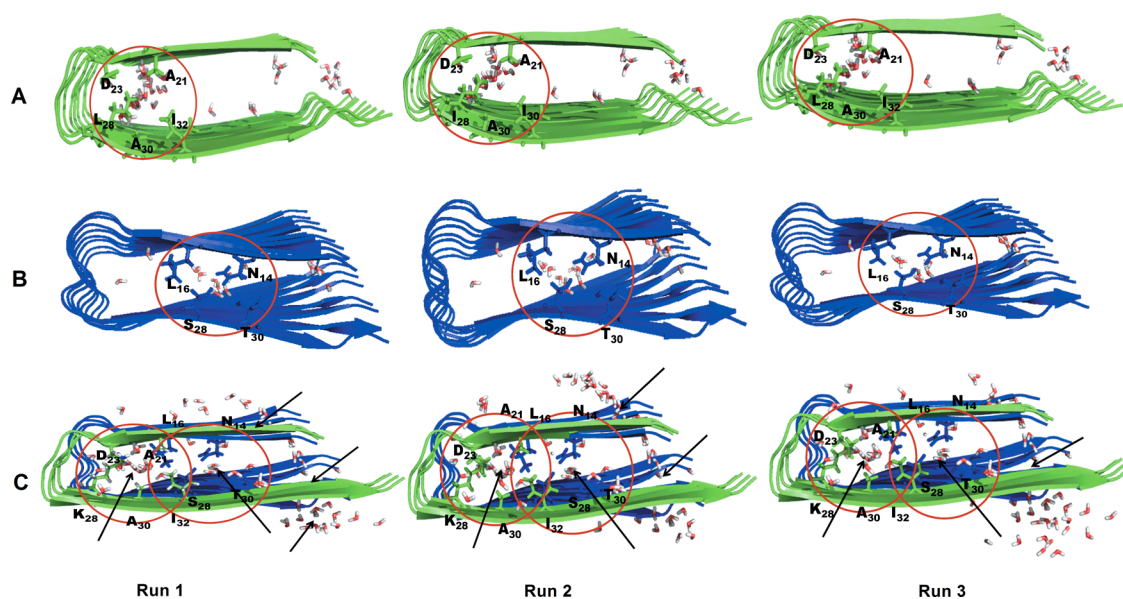 D23 A21 L28 I32 A30
D23 A21 I28 A30 I30
D23 A21 L28 A30 I32
A
L16 N14 S28 T30
L16 N14 S28 T30
L16 N14 S28 T30
B
L16 N14 D23 A21 S28 T30 K28 A30 I32
A21 L16 N14 D23 S28 T30 K28 I32 A30
L16 N14 D23 A21 S28 T30 K28 A30 I32
C
Run 1 Run 2 Run 3